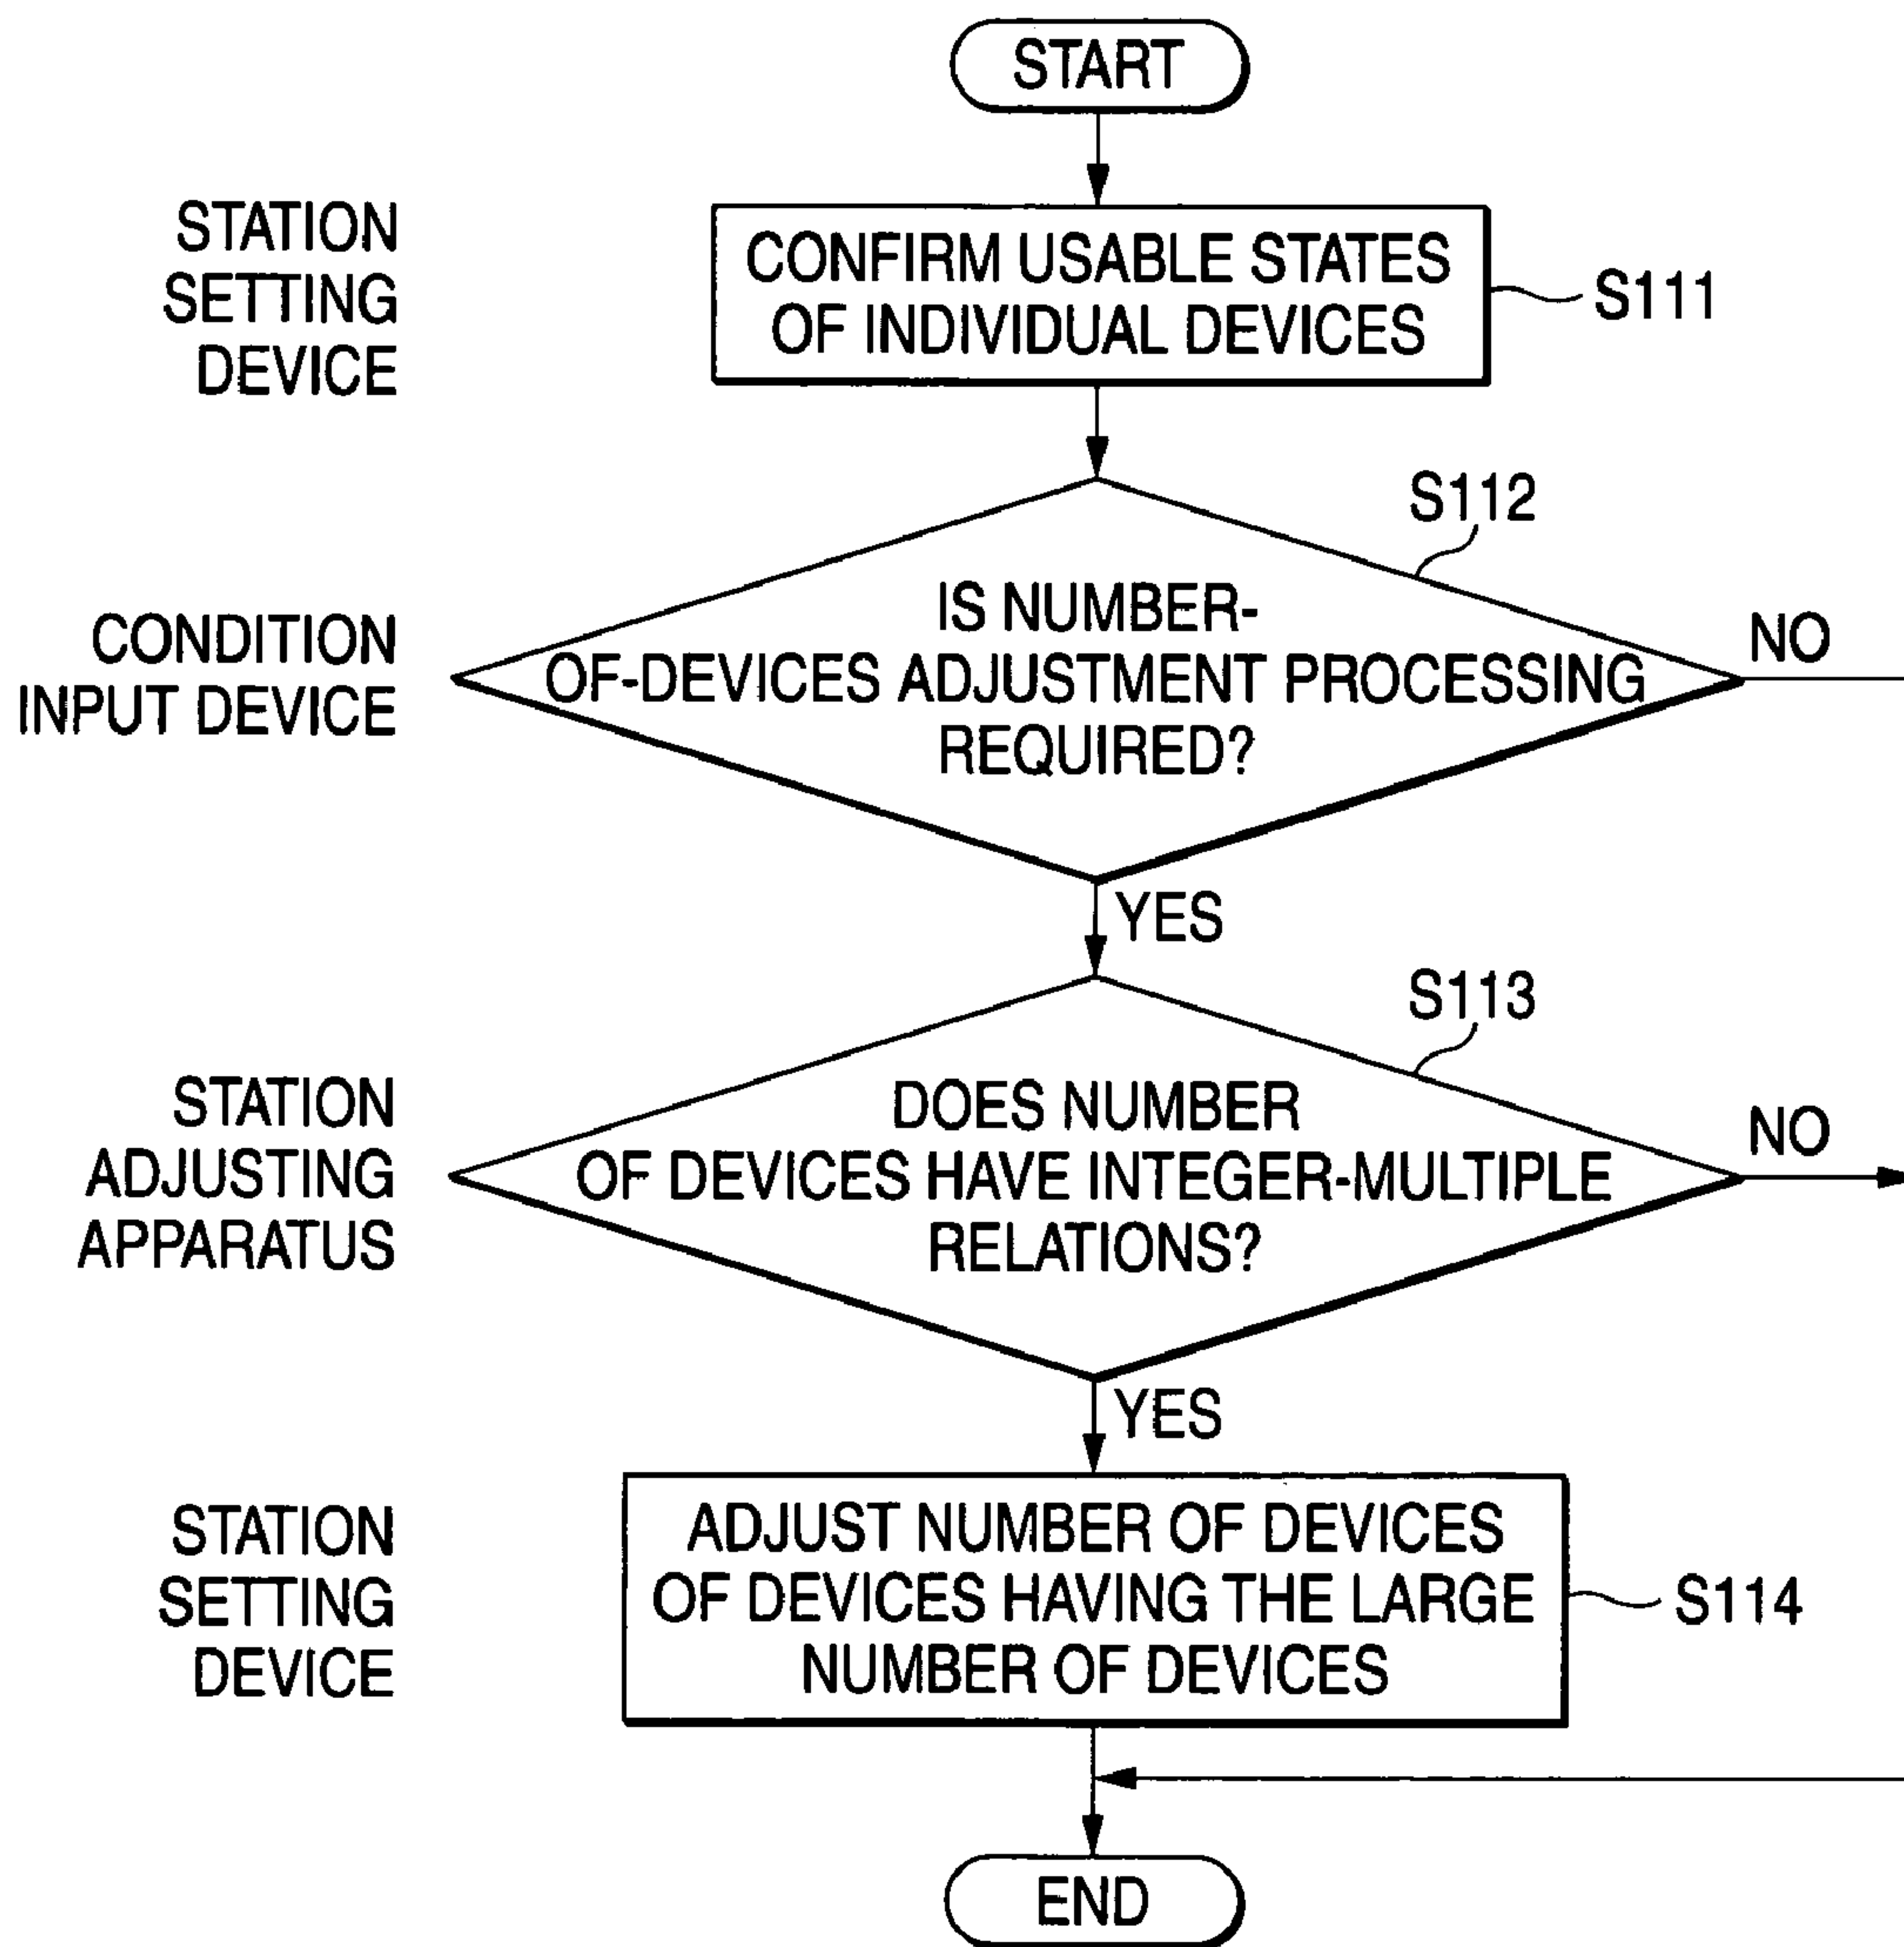 START
STATION
SETTING
DEVICE
CONFIRM USABLE STATES
OF INDIVIDUAL DEVICES
S111
S112
CONDITION
INPUT DEVICE
IS NUMBER-
OF-DEVICES ADJUSTMENT PROCESSING
REQUIRED?
NO
YES
S113
STATION
ADJUSTING
APPARATUS
DOES NUMBER
OF DEVICES HAVE INTEGER-MULTIPLE
RELATIONS?
NO
YES
STATION
SETTING
DEVICE
ADJUST NUMBER OF DEVICES
OF DEVICES HAVING THE LARGE
NUMBER OF DEVICES
S114
END